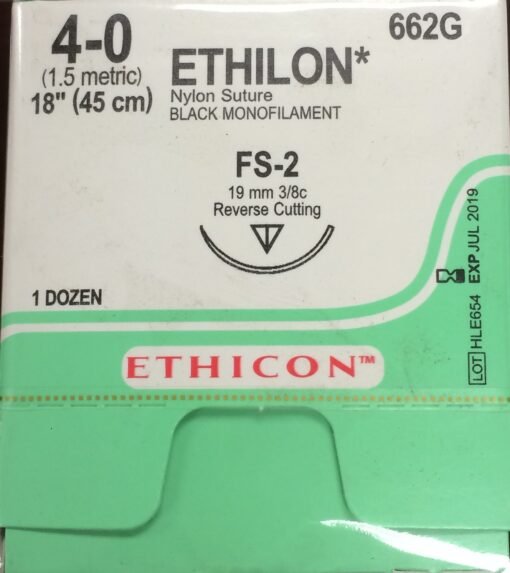 4-0
(1.5 metric)
18" (45 cm)
ETHILON*
Nylon Suture
BLACK MONOFILAMENT
662G
FS-2
19 mm 3/8c
Reverse Cutting
1 DOZEN
LOT HLE654 EXP JUL 2019
ETHICON™